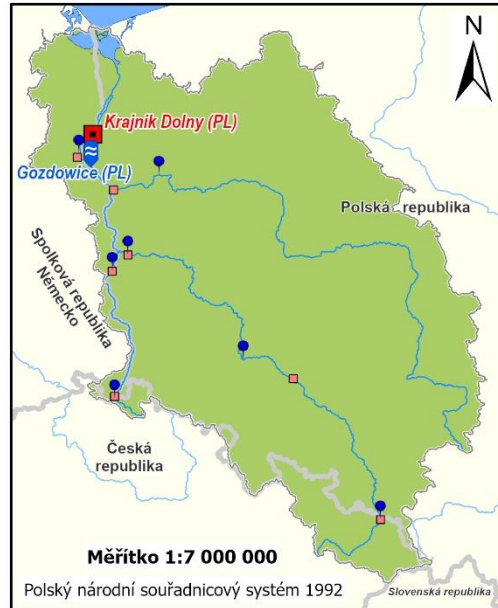 N
Krajnik Dolny (PL)
Gozdowice (PL)
Polská republika
Spolková republika
Německo
Česká
republika
Měřítko 1:7 000 000
Polský národní souřadnicový systém 1992
Slovenská republika